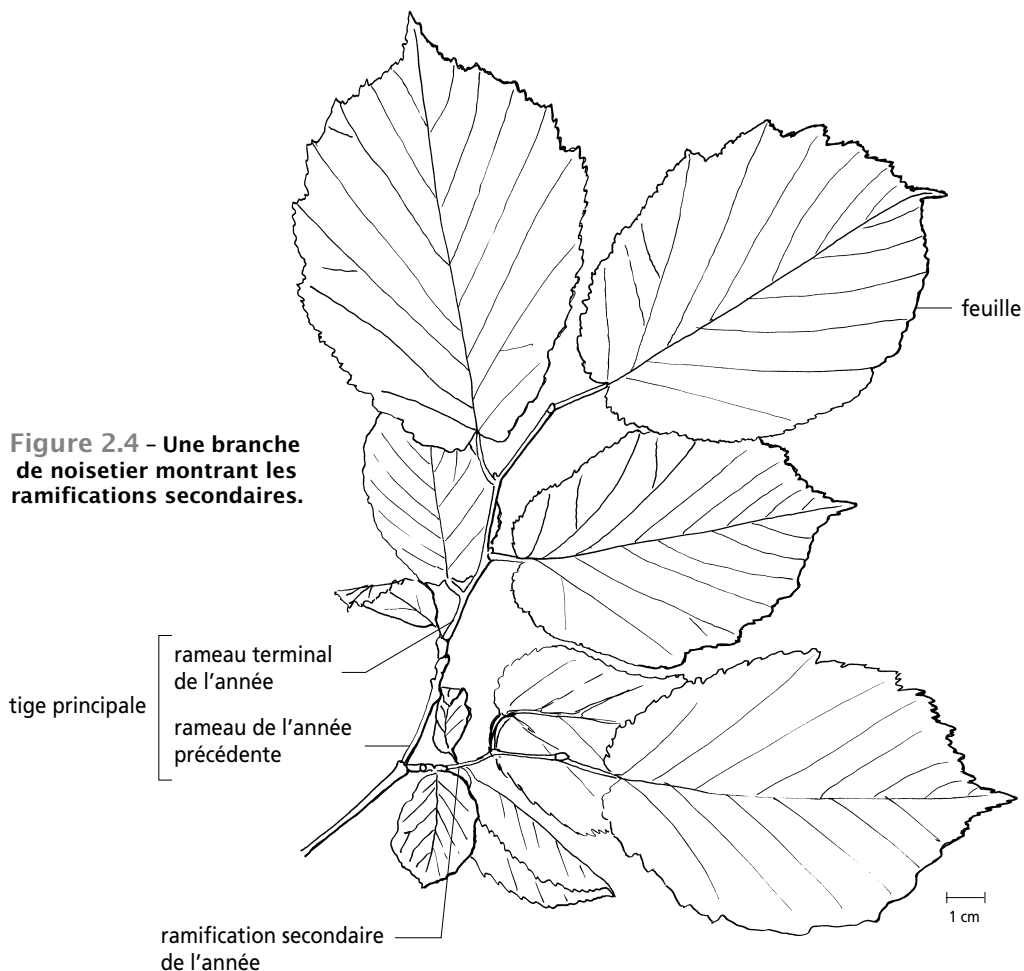 feuille
Figure 2.4 – Une branche
de noisetier montrant les
ramifications secondaires.
tige principale
rameau terminal
de l'année
rameau de l'année
précédente
1 cm
ramification secondaire
de l'année